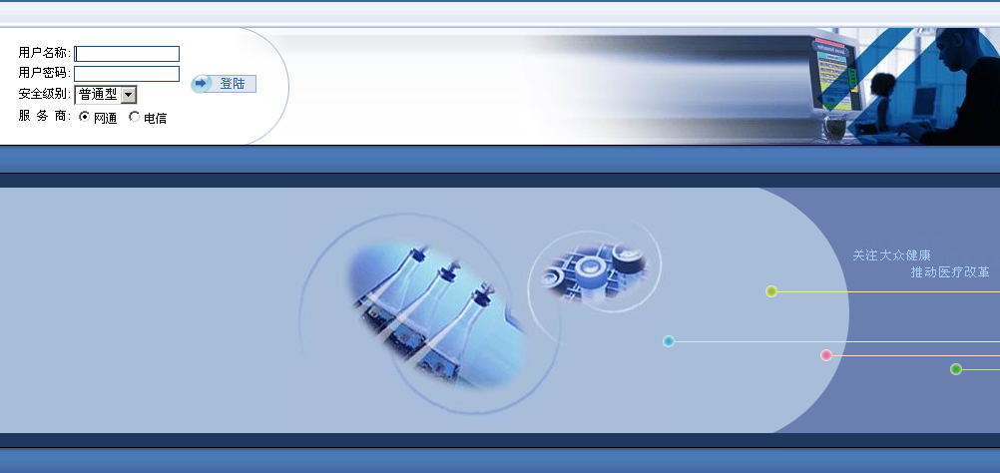 用户名称:
用户密码:
安全级别: 普通型
登陆
服 务 商: 网通 电信
关注大众健康
推动医疗改革